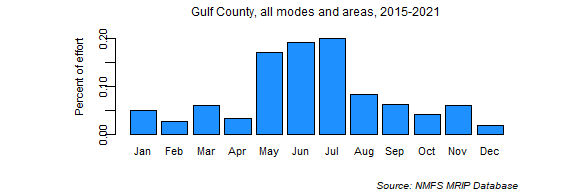 Gulf County, all modes and areas, 2015-2021
Percent of effort
0.20
0.10
0.00
Jan Feb Mar Apr May Jun Jul Aug Sep Oct Nov Dec
Source: NMFS MRIP Database